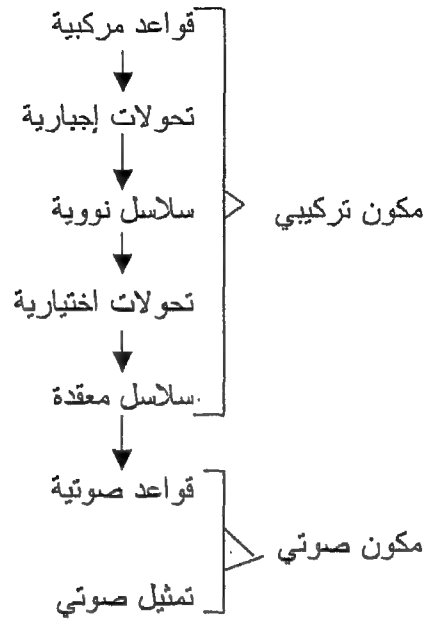 قواعد مركبية
تحولات إجبارية
سلاسل نووية
مكون تركيبي
تحولات اختيارية
سلاسل معقدة
قواعد صوتية
مكون صوتي
تمثيل صوتي